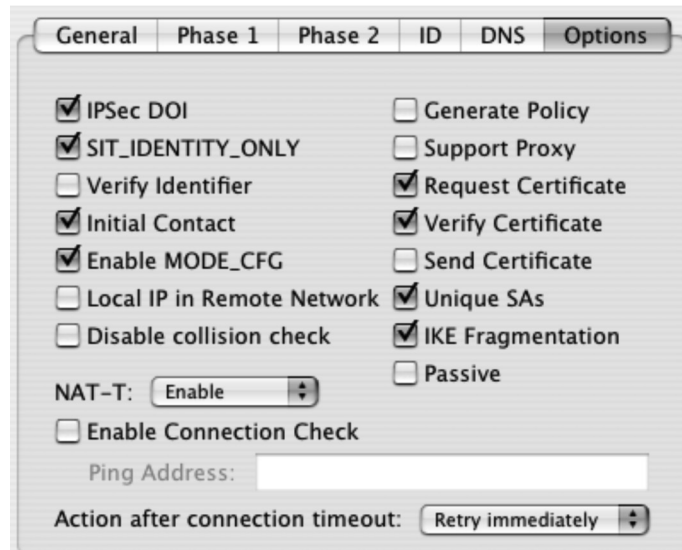 General Phase 1 Phase 2 ID DNS Options
IPSec DOI
SIT_IDENTITY_ONLY
Verify Identifier
Initial Contact
Enable MODE_CFG
Local IP in Remote Network
Disable collision check
Generate Policy
Support Proxy
Request Certificate
Verify Certificate
Send Certificate
Unique SAs
IKE Fragmentation
Passive
NAT-T: Enable
Enable Connection Check
Ping Address:
Action after connection timeout: Retry immediately